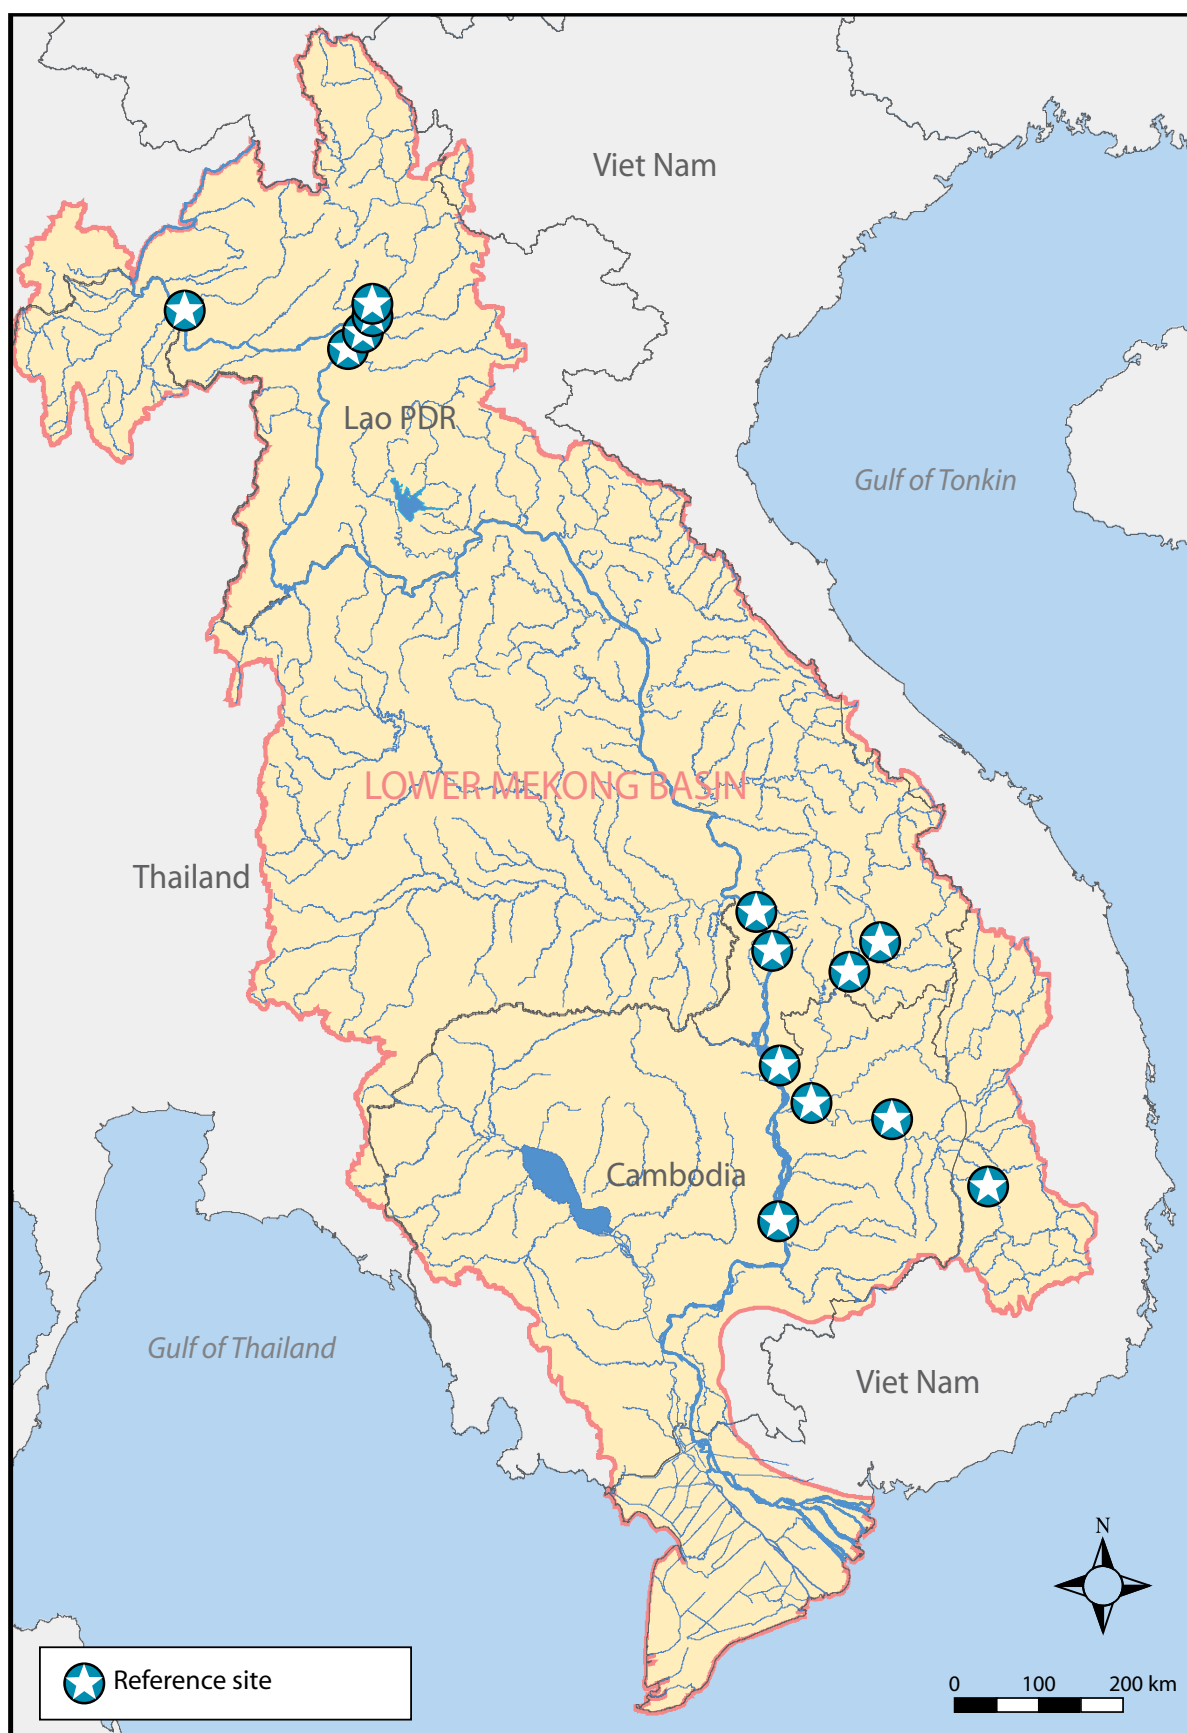 Viet Nam
Lao PDR
Gulf of Tonkin
LOWER MEKONG BASIN
Thailand
Cambodia
Gulf of Thailand
Viet Nam
N
Reference site
0 100 200 km